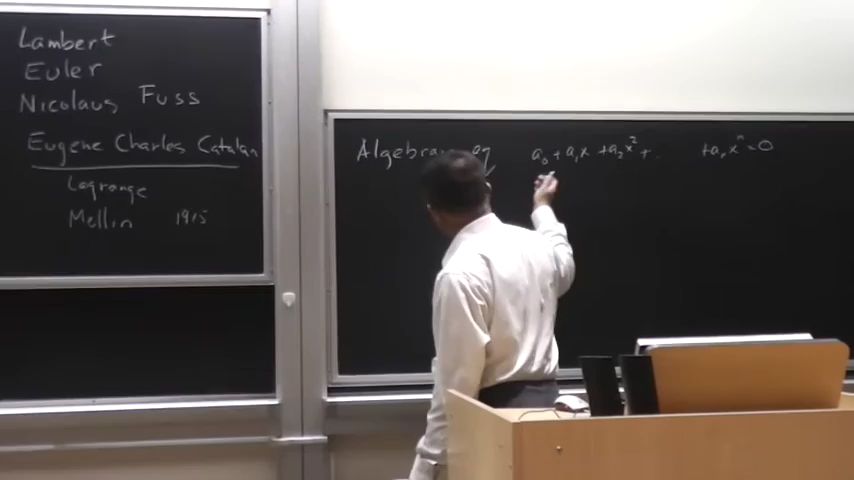 Lambert
Euler
Nicolaus Fuss
Eugene Charles Catalan
Lagrange
Mellin 1915
Algebraic eq a₀ + a₁x + a₂x² + . + aₙxⁿ = 0